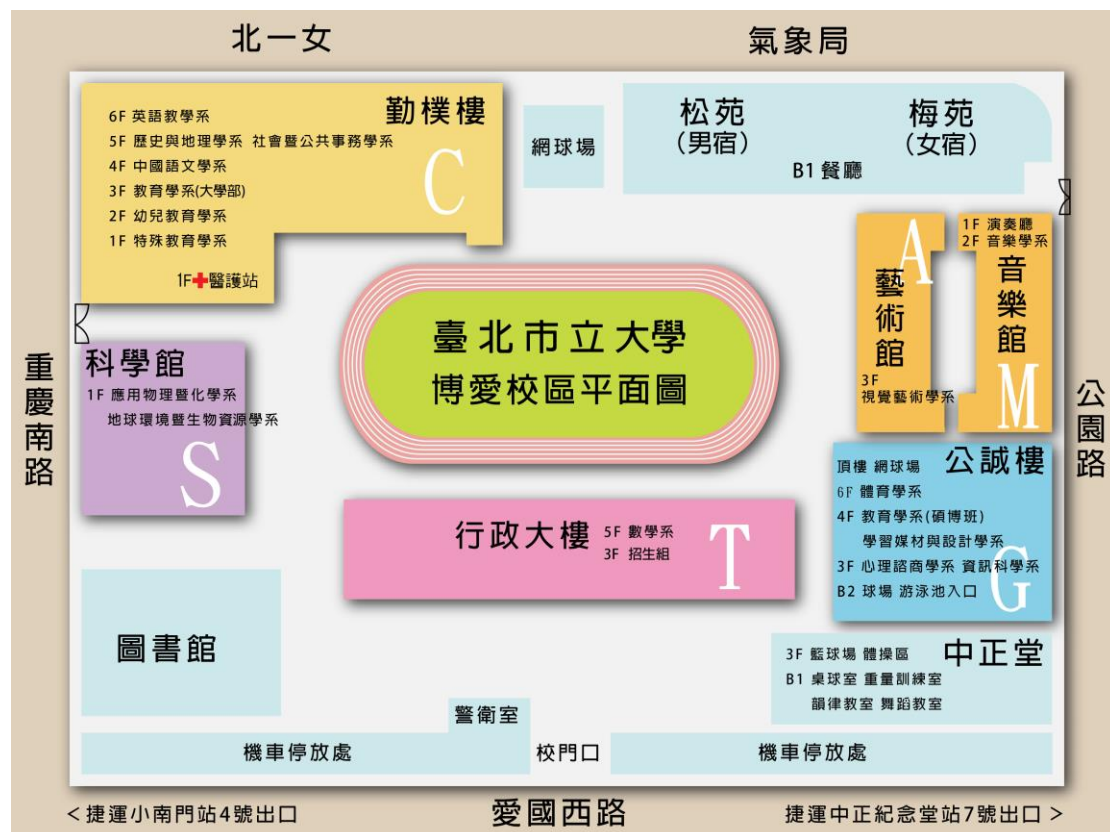 北一女
氣象局
勤樸樓
6F 英語教學系
5F 歷史與地理學系 社會暨公共事務學系
4F 中國語文學系
3F 教育學系(大學部)
2F 幼兒教育學系
1F 特殊教育學系
C
1F 醫護站
網球場
松苑
(男宿)
梅苑
(女宿)
B1 餐廳
A
藝術館
3F
視覺藝術學系
1F 演奏廳
2F 音樂學系
音樂館
M
臺北市立大學
博愛校區平面圖
重慶南路
科學館
1F 應用物理暨化學系
地球環境暨生物資源學系
S
公園路
公誠樓
頂樓 網球場
6F 體育學系
4F 教育學系(碩博班)
學習媒材與設計學系
3F 心理諮商學系 資訊科學系
B2 球場 游泳池入口
G
行政大樓
5F 數學系
3F 招生組
T
圖書館
中正堂
3F 籃球場 體操區
B1 桌球室 重量訓練室
韻律教室 舞蹈教室
警衛室
機車停放處
校門口
機車停放處
<捷運小南門站4號出口
愛國西路
捷運中正紀念堂站7號出口>